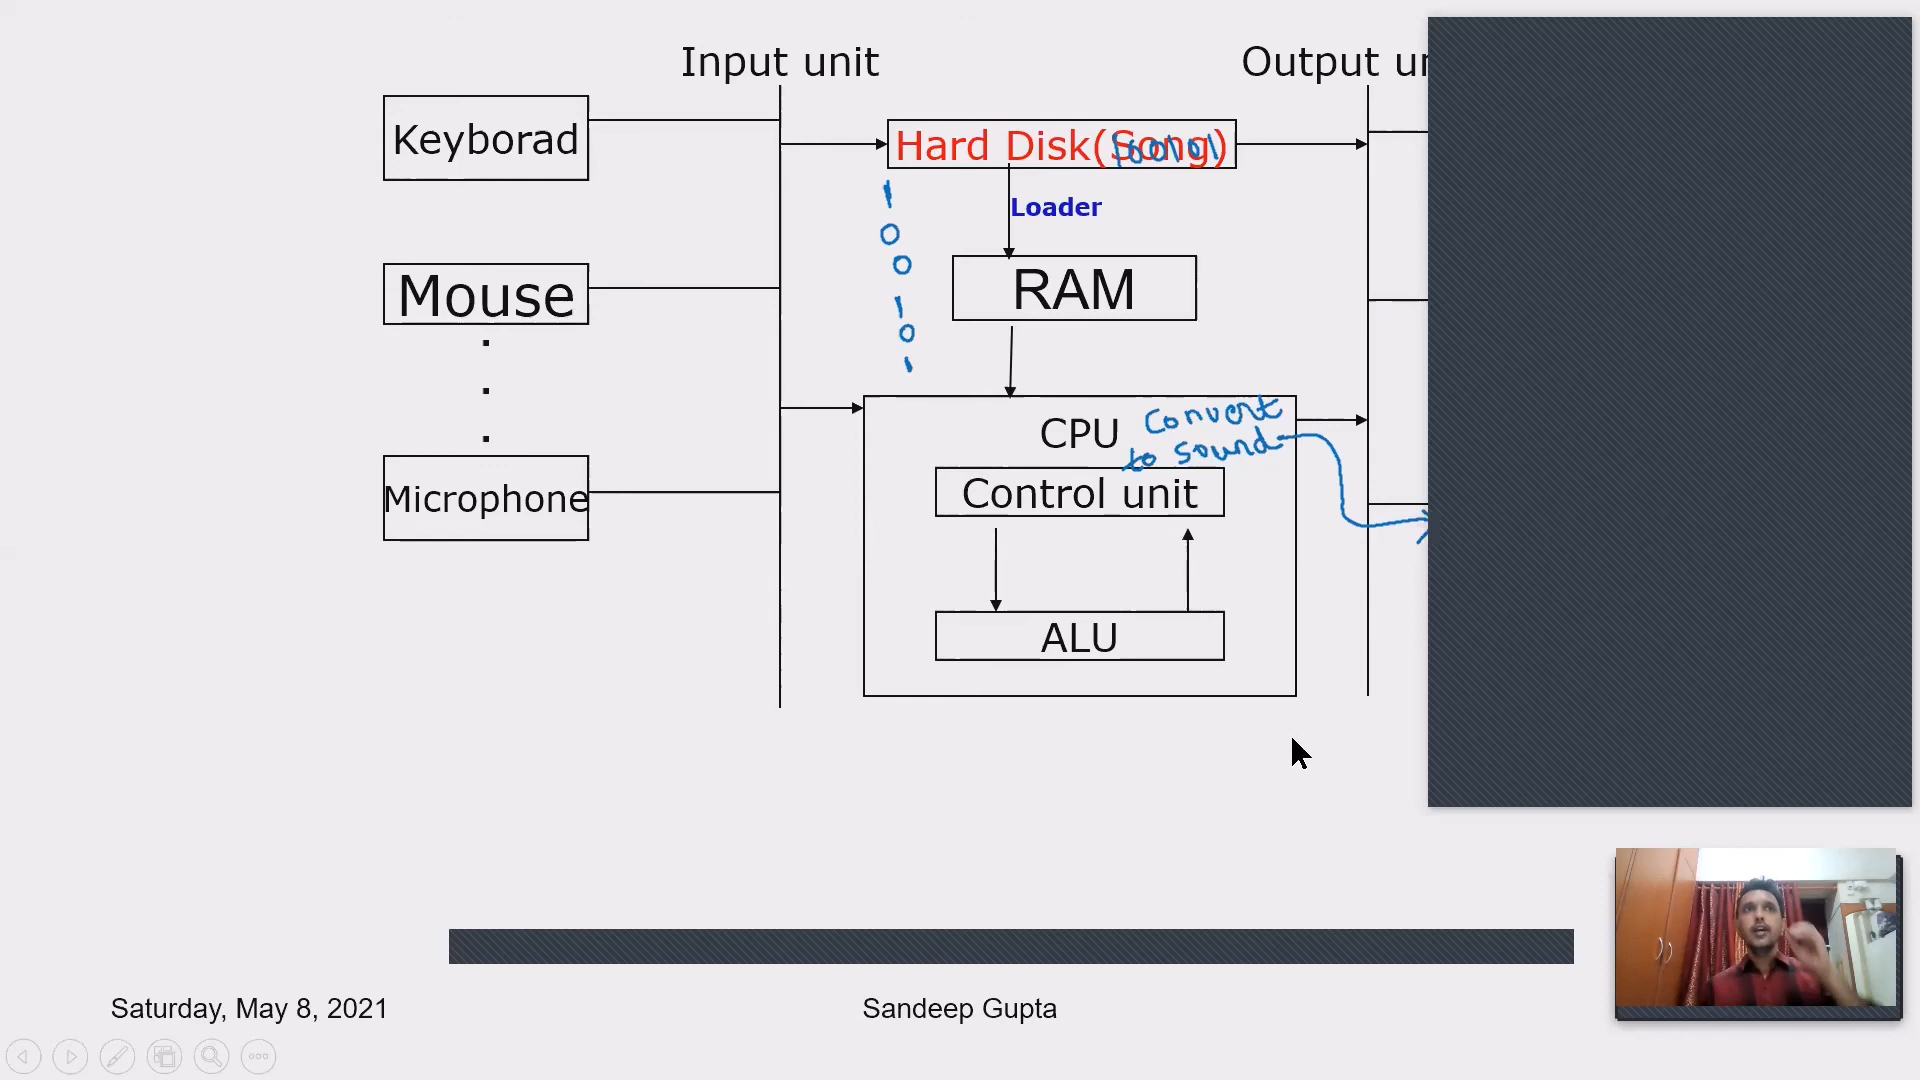 Input unit
Output
Keyborad
Hard Disk(Song)
100101
Loader
1
0
0
1
0
1
Mouse
RAM
CPU
Convert
to sound
Control unit
Microphone
ALU
Saturday, May 8, 2021
Sandeep Gupta